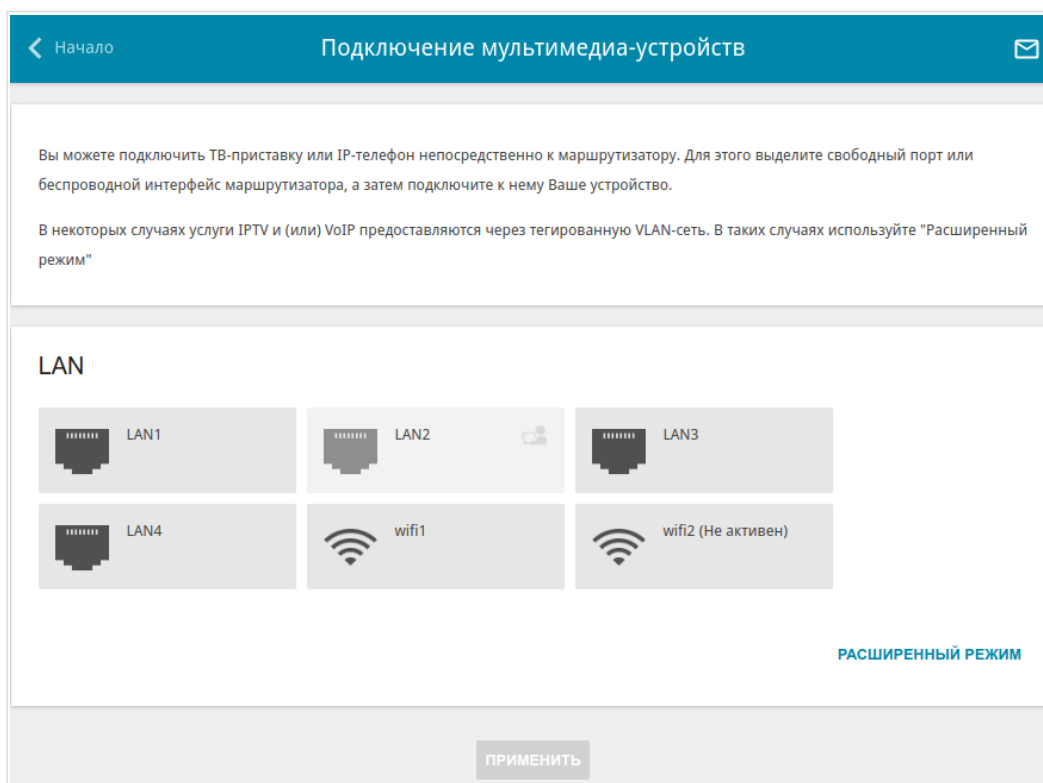 Начало
Подключение мультимедиа-устройств
Вы можете подключить ТВ-приставку или IP-телефон непосредственно к маршрутизатору. Для этого выделите свободный порт или
беспроводной интерфейс маршрутизатора, а затем подключите к нему Ваше устройство.
В некоторых случаях услуги IPTV и (или) VoIP предоставляются через тегированную VLAN-сеть. В таких случаях используйте "Расширенный
режим"
LAN
LAN1
LAN2
LAN3
LAN4
wifi1
wifi2 (Не активен)
РАСШИРЕННЫЙ РЕЖИМ
ПРИМЕНИТЬ